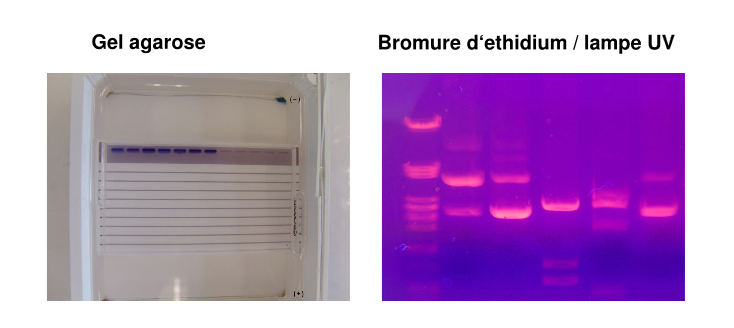 Gel agarose
Bromure d‘ethidium / lampe UV
(-)
(+)